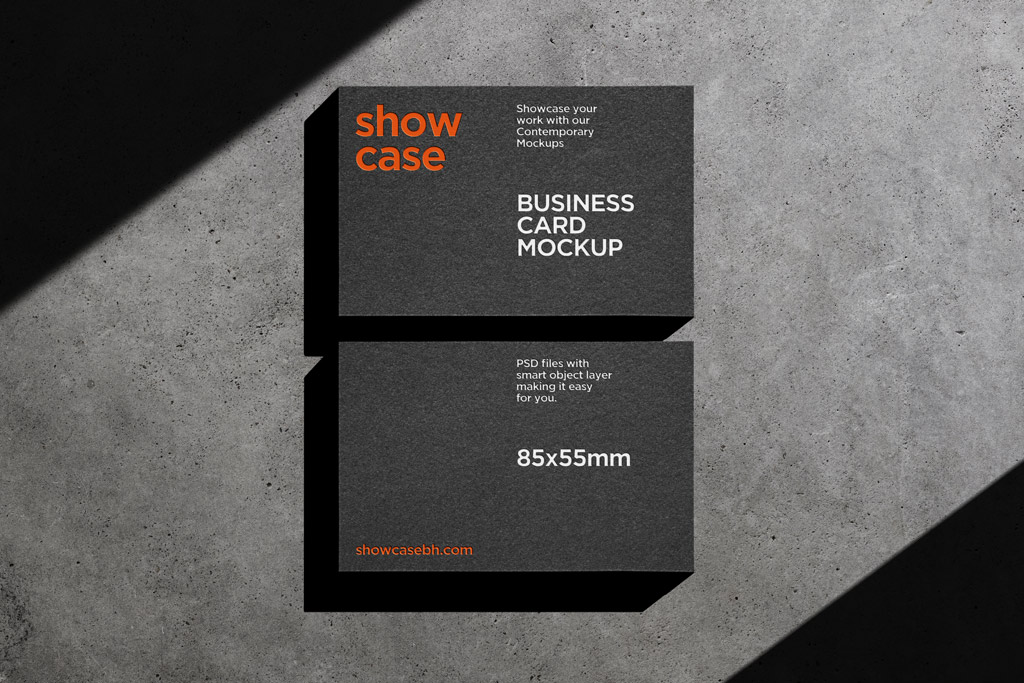 show
case
Showcase your
work with our
Contemporary
Mockups
BUSINESS
CARD
MOCKUP
PSD files with
smart object layer
making it easy
for you.
85x55mm
showcasebh.com